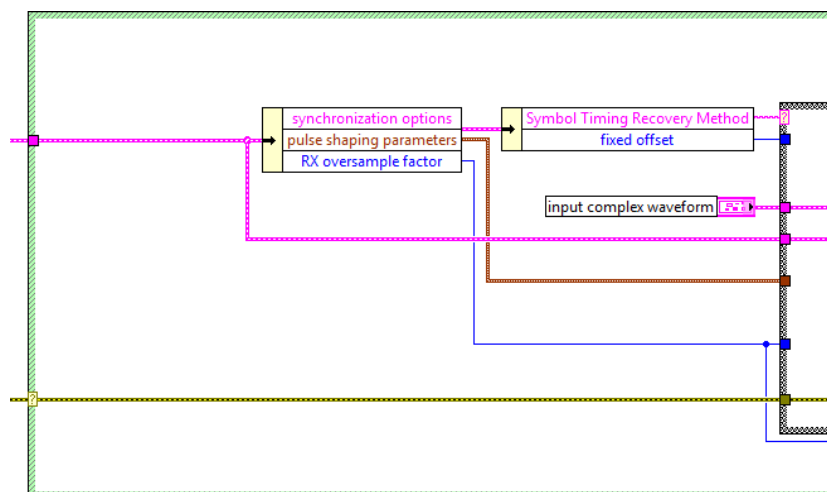 synchronization options
pulse shaping parameters
RX oversample factor
Symbol Timing Recovery Method
fixed offset
?
input complex waveform
?